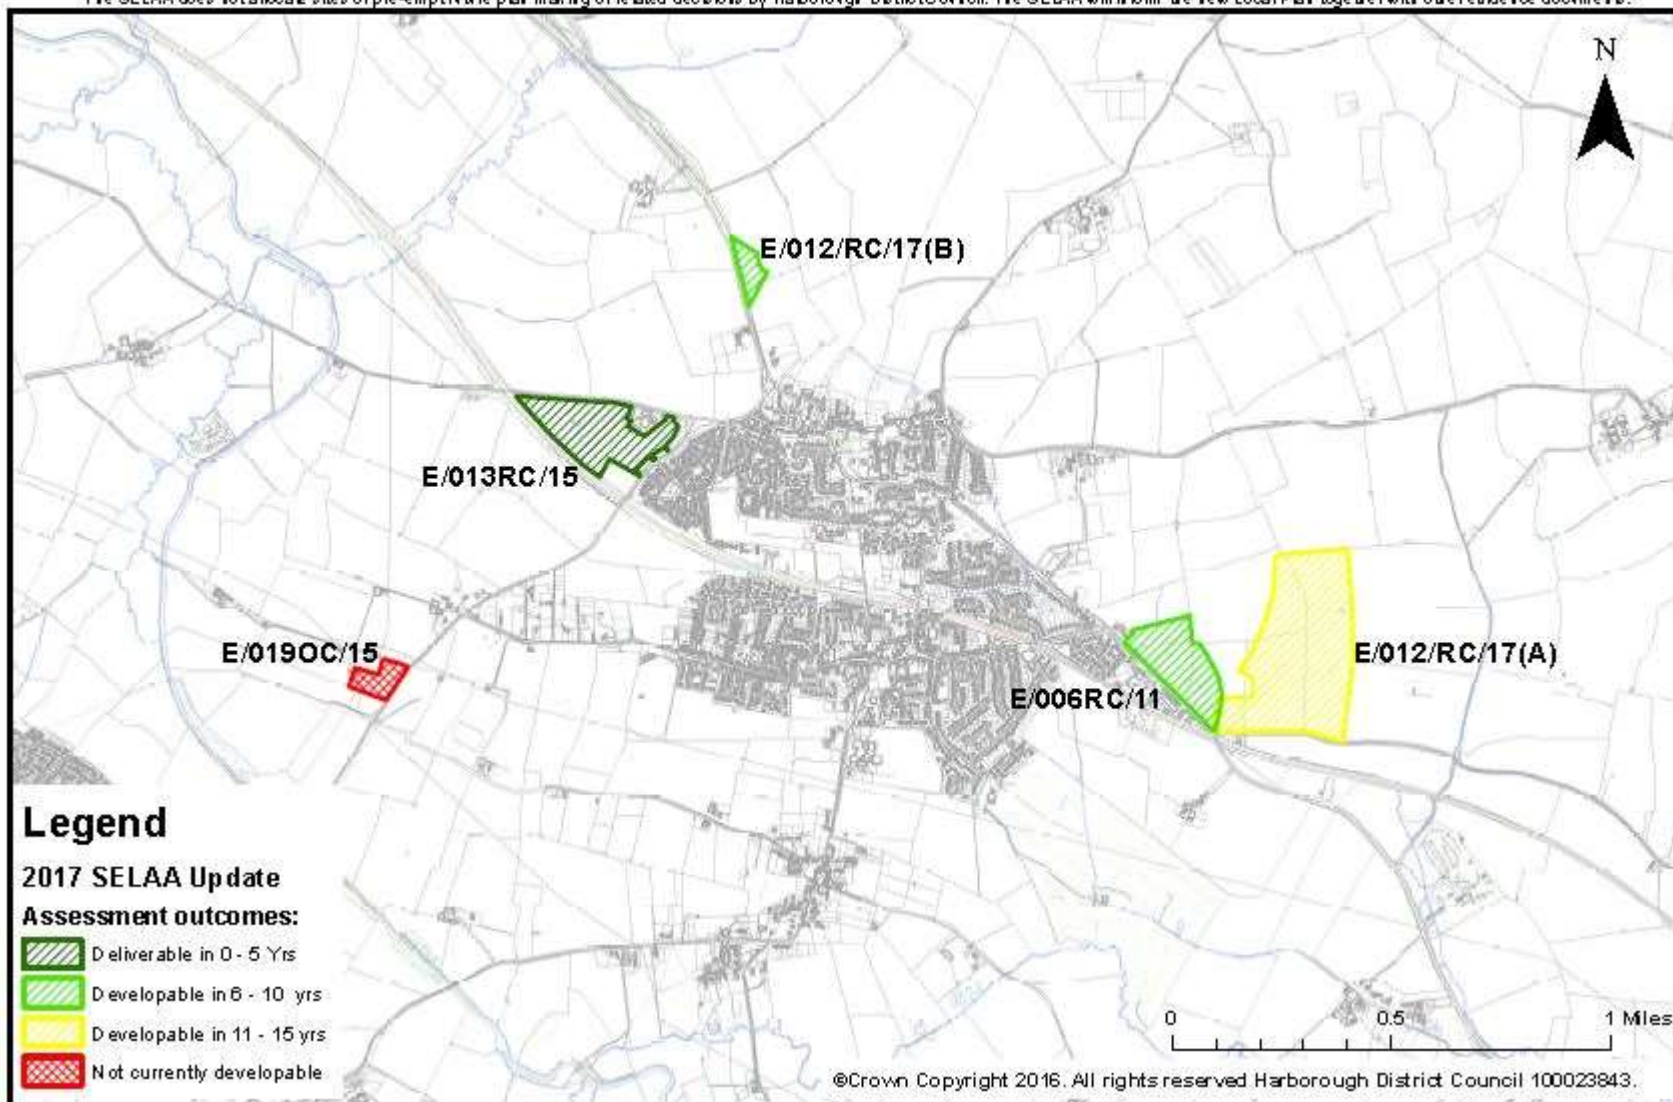 N
E/012/RC/17(B)
E/013RC/15
E/019OC/15
E/012/RC/17(A)
E/006RC/11
Legend
2017 SELAA Update
Assessment outcomes:
Deliverable in 0 - 5 Yrs
Developable in 6 - 10 yrs
Developable in 11 - 15 yrs
Not currently developable
0 0.5 1 Miles
©Crown Copyright 2016. All rights reserved Harborough District Council 100023843.